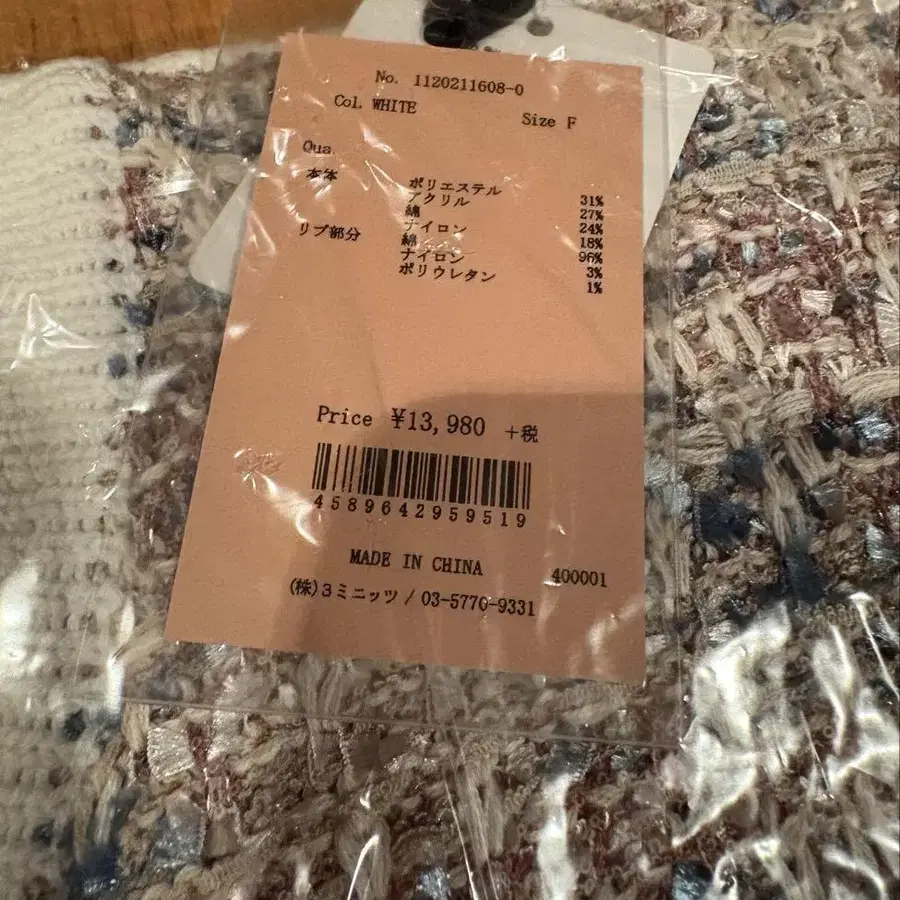 No. 1120211608-0
Col. WHITE Size F
Qua.
本体 ポリエステル 31%
アクリル 27%
綿 24%
ナイロン 18%
リブ部分 綿 96%
ナイロン 3%
ポリウレタン 1%
Price ¥13,980 +税
4589642959519
MADE IN CHINA 400001
(株)3ミニッツ / 03-5770-9331